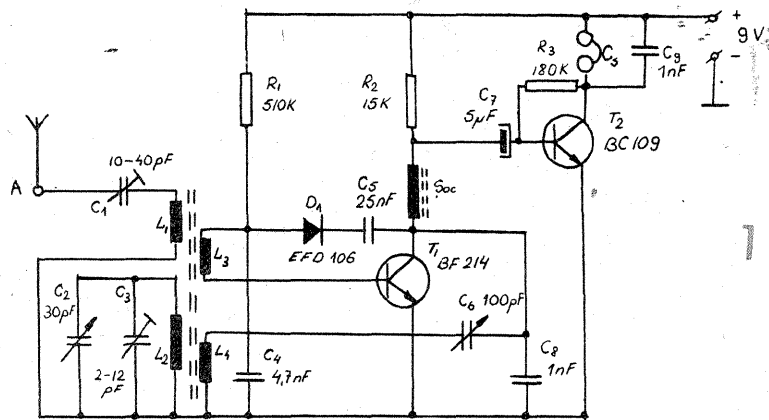 +
9V
-
R₃
180K
Cₛ
C₉
1nF
R₁
510K
R₂
15K
C₇
5µF
T₂
BC109
A
10-40pF
C₁
L₁
L₃
D₁
EFD 106
C₅
25nF
Șoc
T₁
BF 214
C₂
30pF
C₃
2-12
pF
L₂
L₄
C₄
4,7nF
C₆ 100pF
C₈
1nF